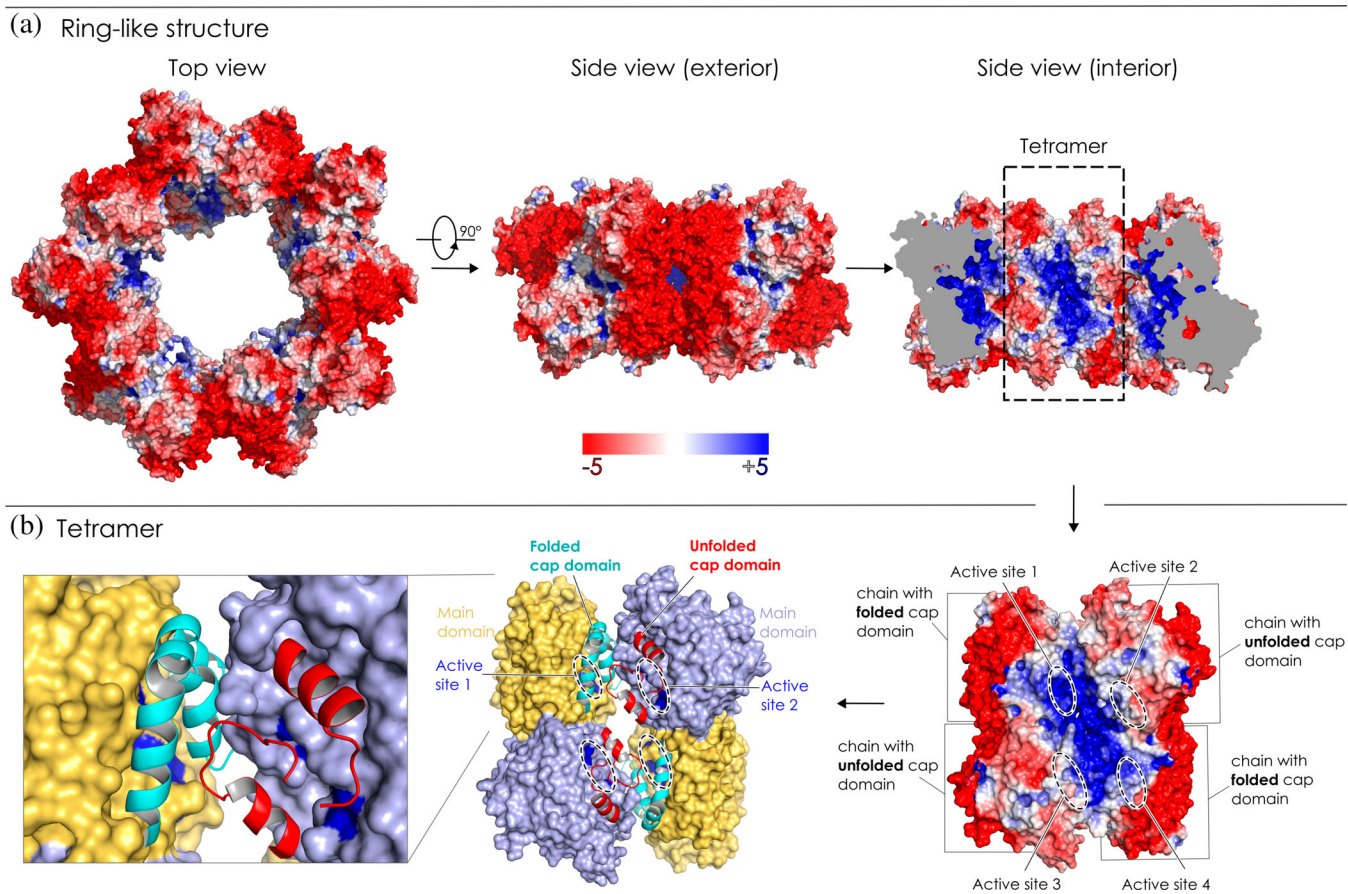 (a) Ring-like structure
Top view
Side view (exterior)
Side view (interior)
Tetramer
90°
-5
+5
(b) Tetramer
Folded
cap domain
Unfolded
cap domain
Main
domain
Main
domain
Active
site 1
Active
site 2
Active site 1
Active site 2
chain with
folded cap
domain
chain with
unfolded cap
domain
chain with
unfolded cap
domain
chain with
folded cap
domain
Active site 3
Active site 4